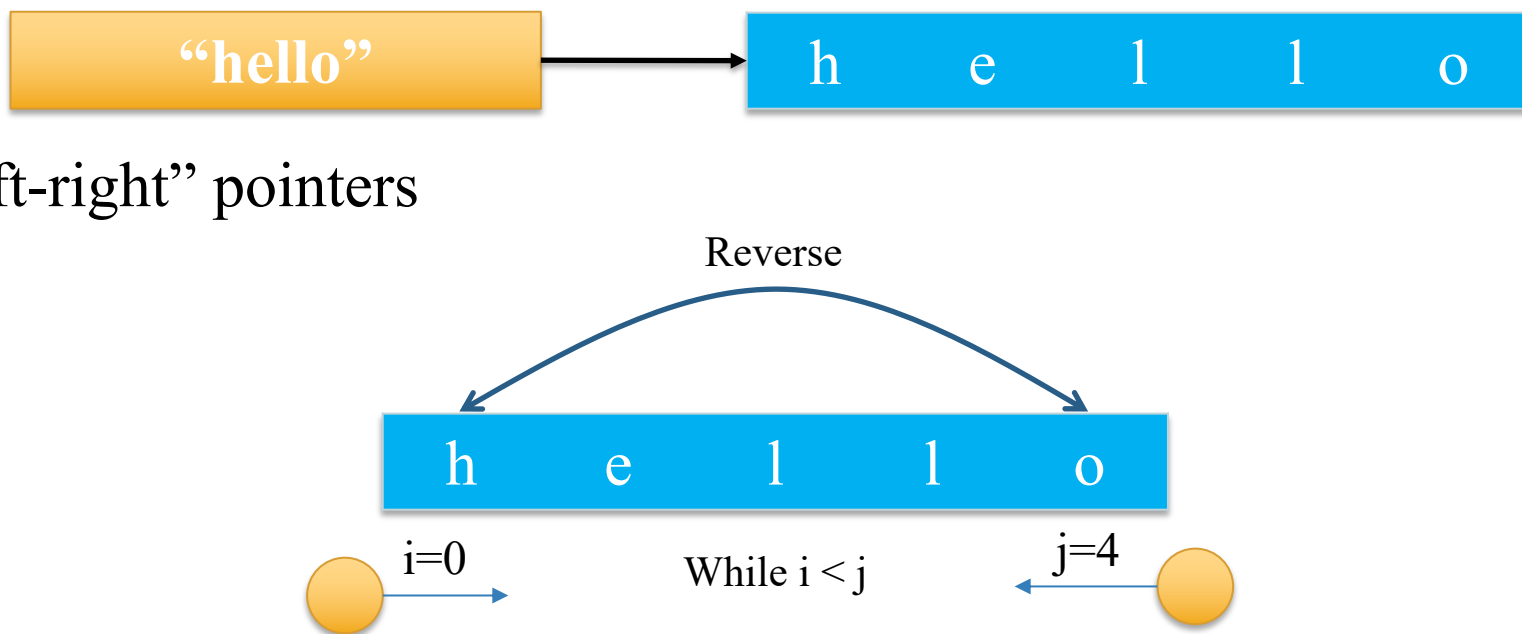 “hello” h e l l o
ft-right” pointers
Reverse
h e l l o
i=0 While i < j j=4